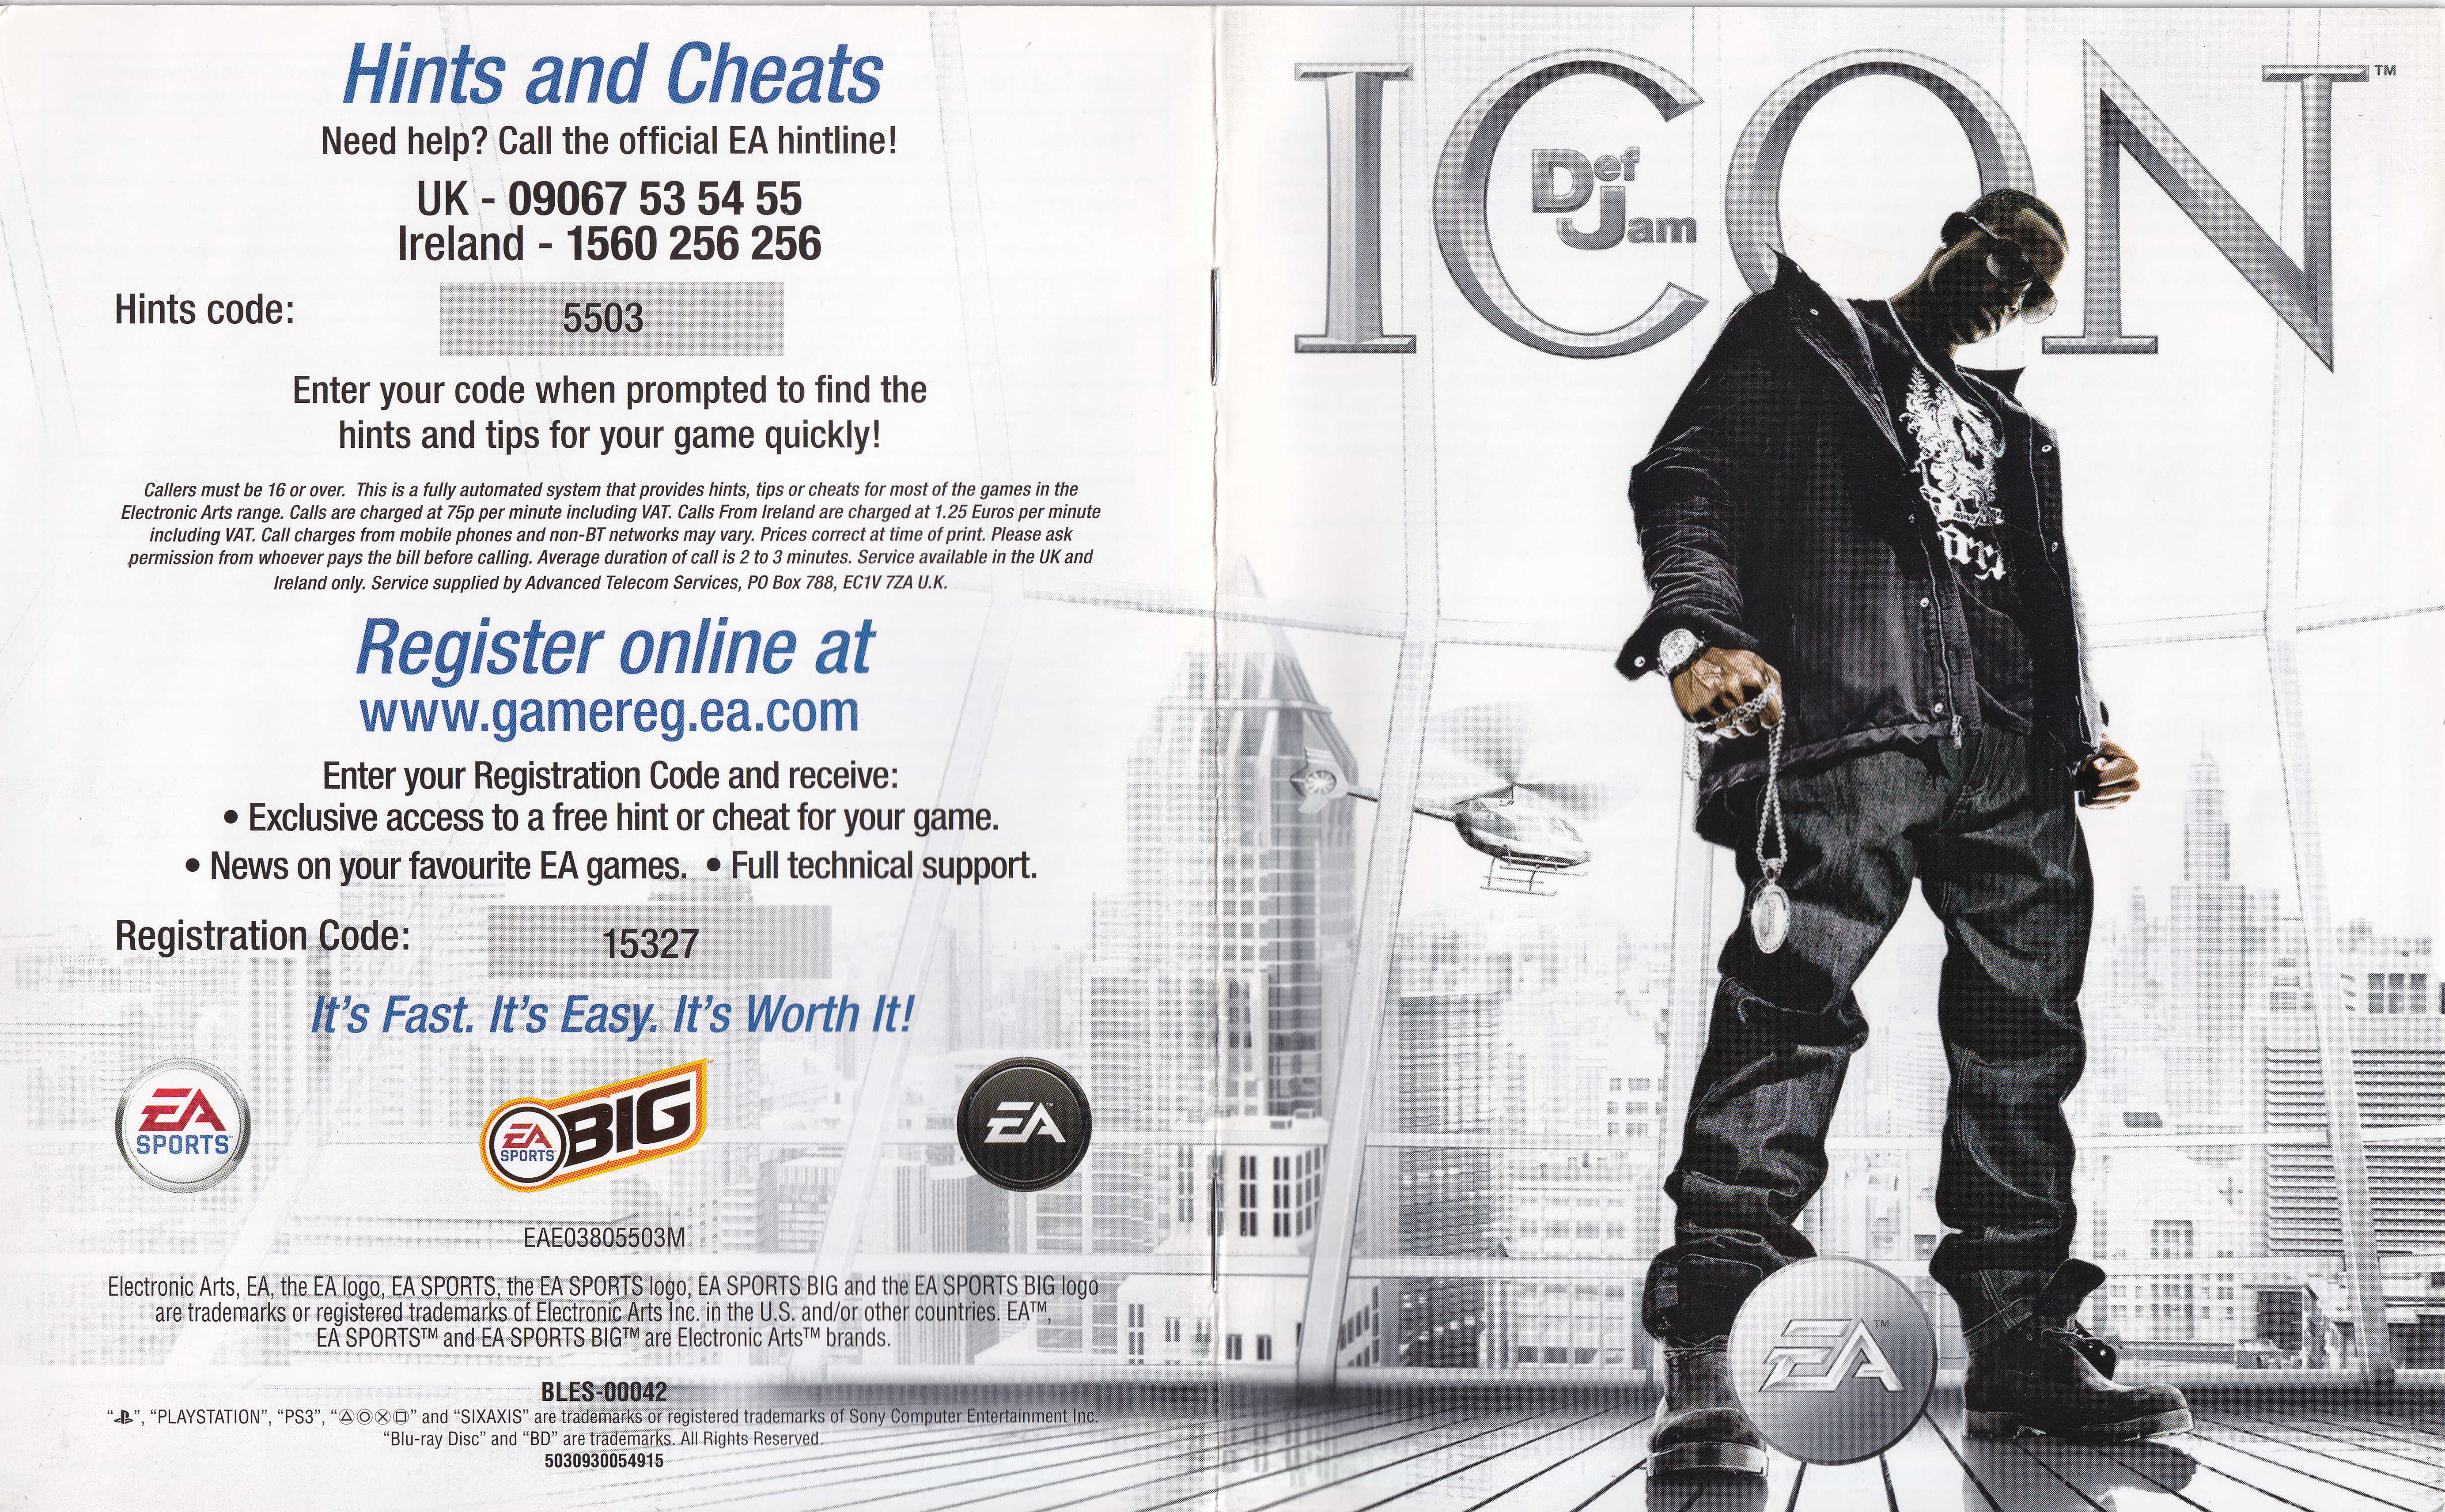 Hints and Cheats
Need help? Call the official EA hintline!
UK - 09067 53 54 55
Ireland - 1560 256 256
Hints code:
5503
Enter your code when prompted to find the
hints and tips for your game quickly!
Callers must be 16 or over. This is a fully automated system that provides hints, tips or cheats for most of the games in the
Electronic Arts range. Calls are charged at 75p per minute including VAT. Calls From Ireland are charged at 1.25 Euros per minute
including VAT. Call charges from mobile phones and non-BT networks may vary. Prices correct at time of print. Please ask
permission from whoever pays the bill before calling. Average duration of call is 2 to 3 minutes. Service available in the UK and
Ireland only. Service supplied by Advanced Telecom Services, PO Box 788, EC1V 7ZA U.K.
Register online at
www.gamereg.ea.com
Enter your Registration Code and receive:
• Exclusive access to a free hint or cheat for your game.
• News on your favourite EA games. • Full technical support.
Registration Code:
15327
It's Fast. It's Easy. It's Worth It!
EA
SPORTS™
EA
SPORTS
BIG™
EA™
EAE03805503M
Electronic Arts, EA, the EA logo, EA SPORTS, the EA SPORTS logo, EA SPORTS BIG and the EA SPORTS BIG logo
are trademarks or registered trademarks of Electronic Arts Inc. in the U.S. and/or other countries. EA™,
EA SPORTS™ and EA SPORTS BIG™ are Electronic Arts™ brands.
BLES-00042
“”, “PLAYSTATION”, “PS3”, “” and “SIXAXIS” are trademarks or registered trademarks of Sony Computer Entertainment Inc.
“Blu-ray Disc” and “BD” are trademarks. All Rights Reserved.
5030930054915
ICON™
Def
Jam
EA™